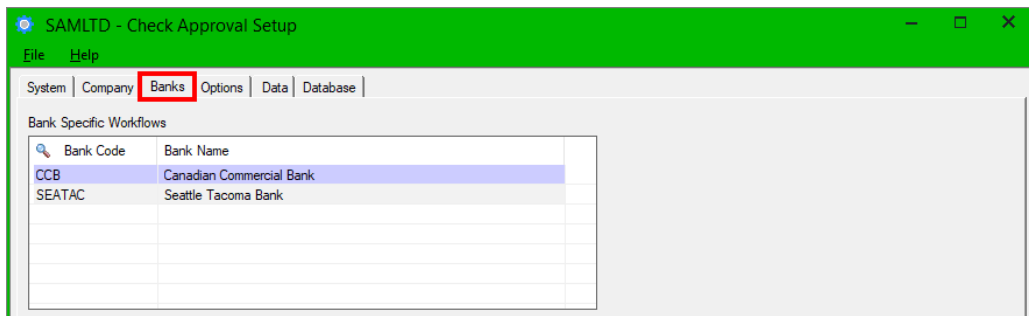 SAMLTD - Check Approval Setup
File Help
System Company Banks Options Data Database
Bank Specific Workflows
Bank Code Bank Name
CCB Canadian Commercial Bank
SEATAC Seattle Tacoma Bank